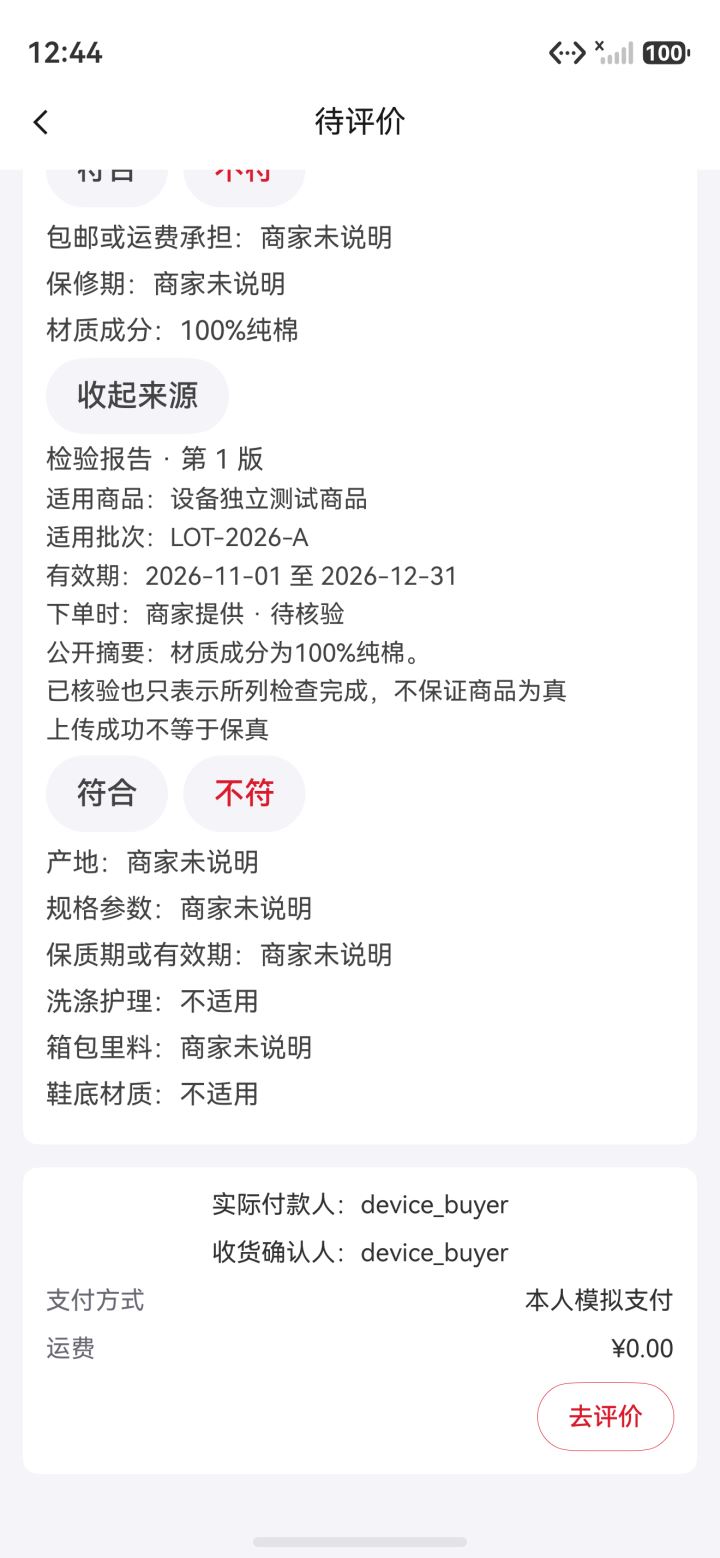 12:44
100
待评价
符合 不符
包邮或运费承担：商家未说明
保修期：商家未说明
材质成分：100%纯棉
收起来源
检验报告 · 第 1 版
适用商品：设备独立测试商品
适用批次：LOT-2026-A
有效期：2026-11-01 至 2026-12-31
下单时：商家提供 · 待核验
公开摘要：材质成分为100%纯棉。
已核验也只表示所列检查完成，不保证商品为真
上传成功不等于保真
符合 不符
产地：商家未说明
规格参数：商家未说明
保质期或有效期：商家未说明
洗涤护理：不适用
箱包里料：商家未说明
鞋底材质：不适用
实际付款人：device_buyer
收货确认人：device_buyer
支付方式 本人模拟支付
运费 ¥0.00
去评价